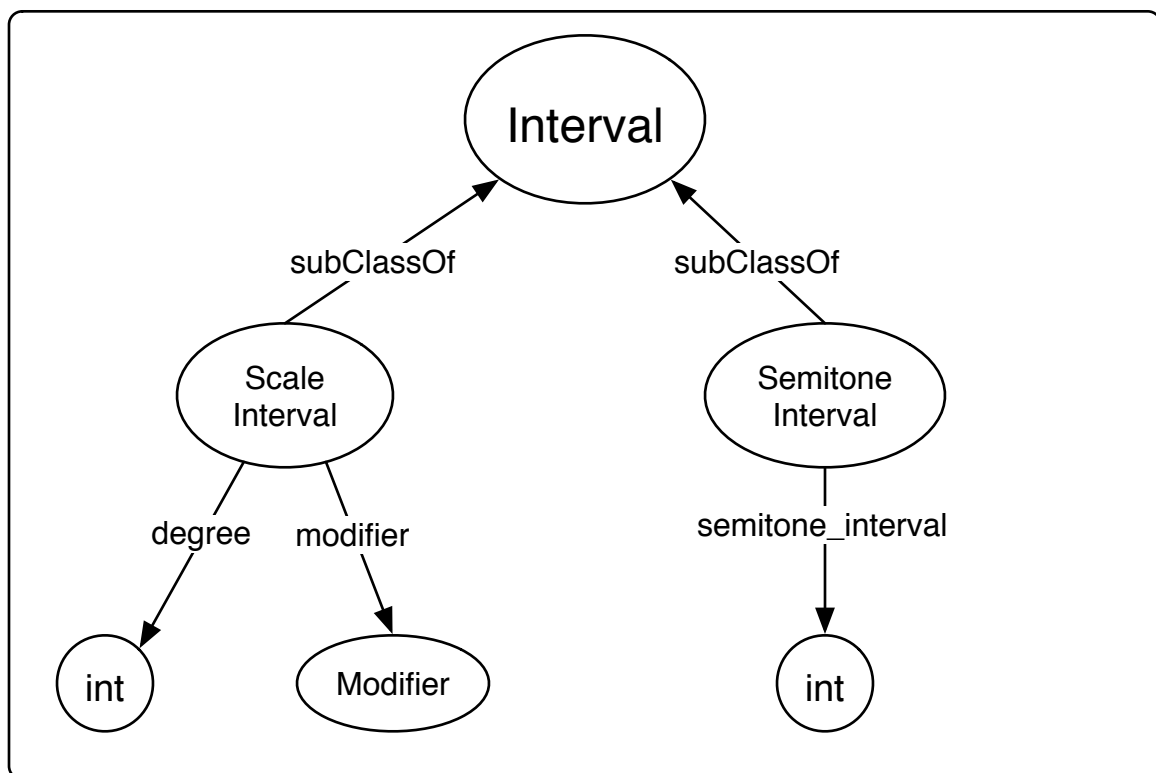 Interval
subClassOf
subClassOf
Scale
Interval
Semitone
Interval
degree
modifier
semitone_interval
int
Modifier
int